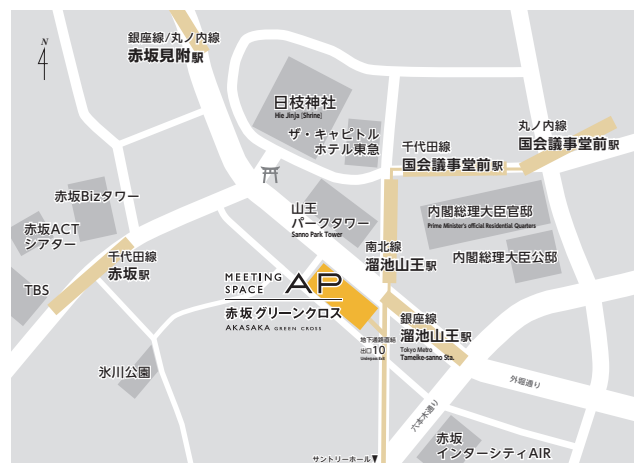 N
銀座線/丸ノ内線
赤坂見附駅
日枝神社
Hie Jinja (Shrine)
ザ・キャピトル
ホテル東急
丸ノ内線
国会議事堂前駅
千代田線
国会議事堂前駅
赤坂Bizタワー
赤坂ACT
シアター
千代田線
赤坂駅
TBS
山王
パークタワー
Sanno Park Tower
内閣総理大臣官邸
Prime Minister's official Residential Quarters
内閣総理大臣公邸
南北線
溜池山王駅
MEETING
SPACE
AP
赤坂グリーンクロス
AKASAKA GREEN CROSS
地下通路直結
出口10
Underpass Exit
銀座線
溜池山王駅
Tokyo Metro
Tameike-sanno Sta.
氷川公園
外堀通り
六本木通り
赤坂
インターシティAIR
サントリーホール▼